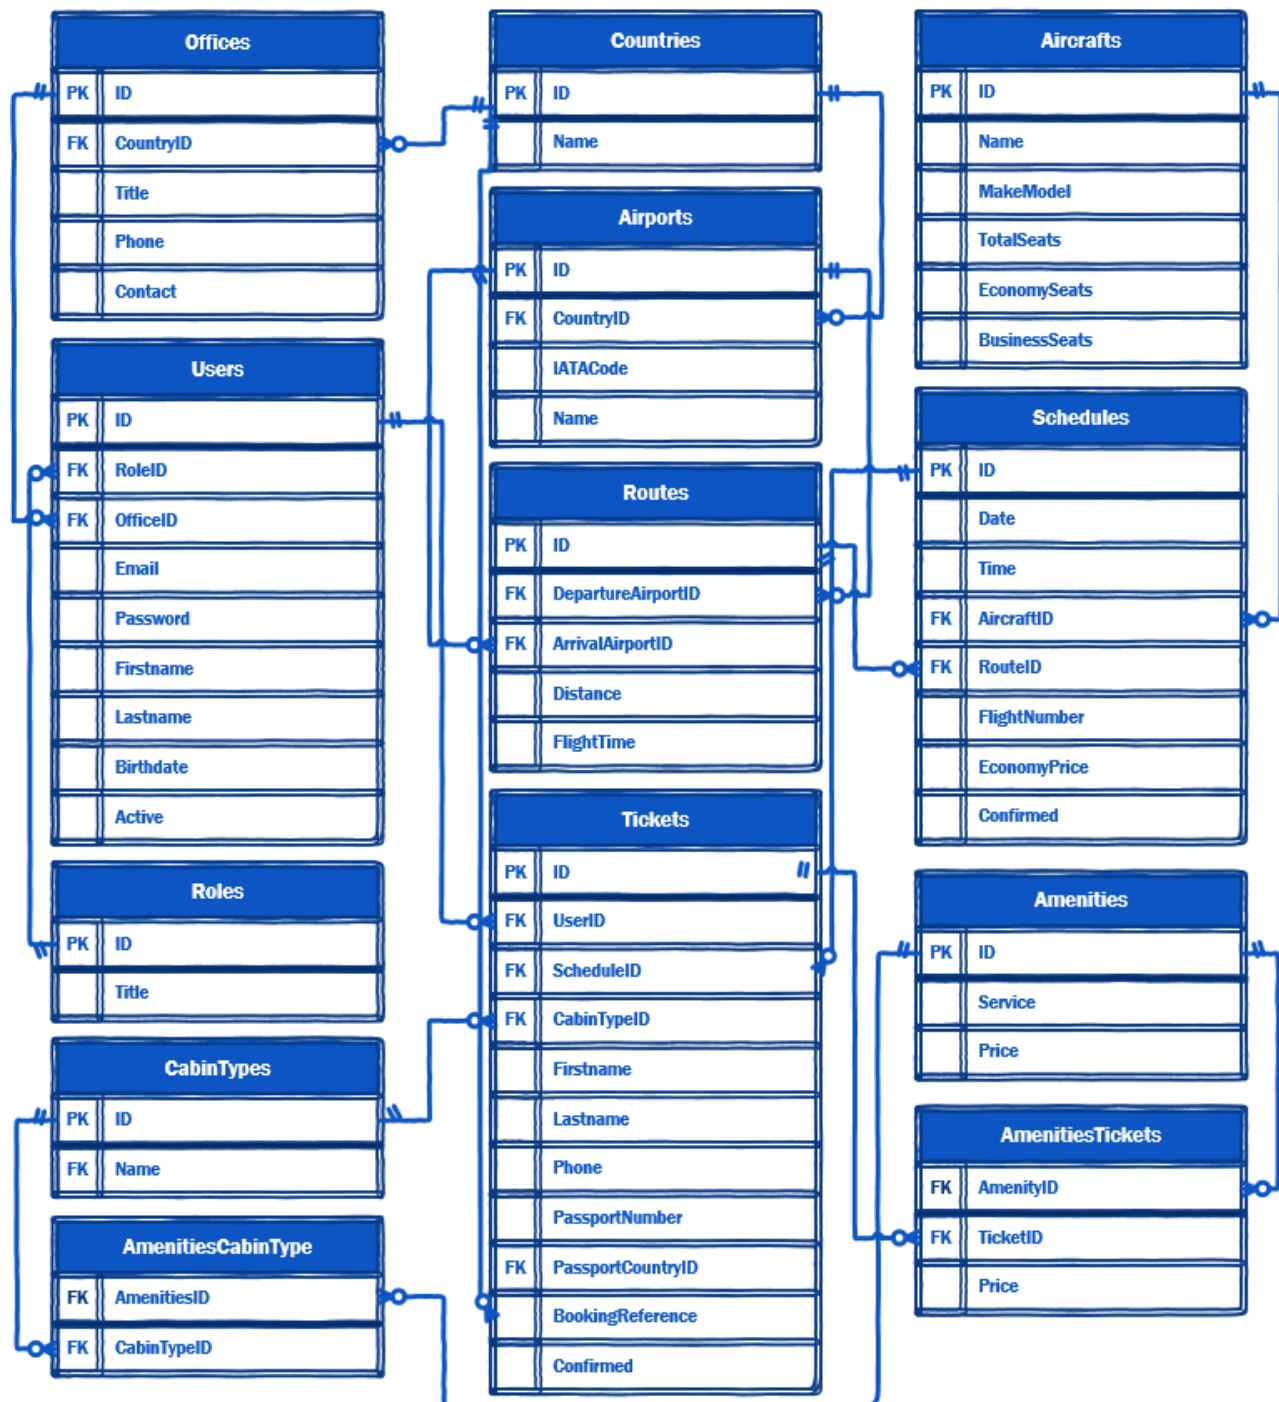 Offices
PK ID
FK CountryID
Title
Phone
Contact
Users
PK ID
FK RoleID
FK OfficeID
Email
Password
Firstname
Lastname
Birthdate
Active
Roles
PK ID
Title
CabinTypes
PK ID
FK Name
AmenitiesCabinType
FK AmenitiesID
FK CabinTypeID
Countries
PK ID
Name
Airports
PK ID
FK CountryID
IATACode
Name
Routes
PK ID
FK DepartureAirportID
FK ArrivalAirportID
Distance
FlightTime
Tickets
PK ID
FK UserID
FK ScheduleID
FK CabinTypeID
Firstname
Lastname
Phone
PassportNumber
FK PassportCountryID
BookingReference
Confirmed
Aircrafts
PK ID
Name
MakeModel
TotalSeats
EconomySeats
BusinessSeats
Schedules
PK ID
Date
Time
FK AircraftID
FK RouteID
FlightNumber
EconomyPrice
Confirmed
Amenities
PK ID
Service
Price
AmenitiesTickets
FK AmenityID
FK TicketID
Price